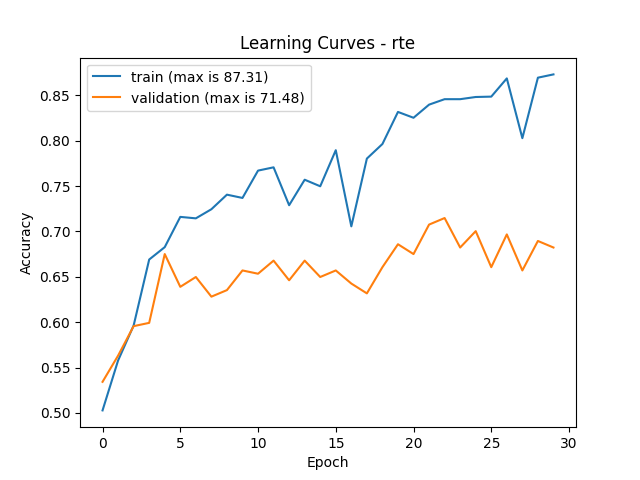 Learning Curves - rte
train (max is 87.31)
validation (max is 71.48)
Accuracy
0.85
0.80
0.75
0.70
0.65
0.60
0.55
0.50
0 5 10 15 20 25 30
Epoch